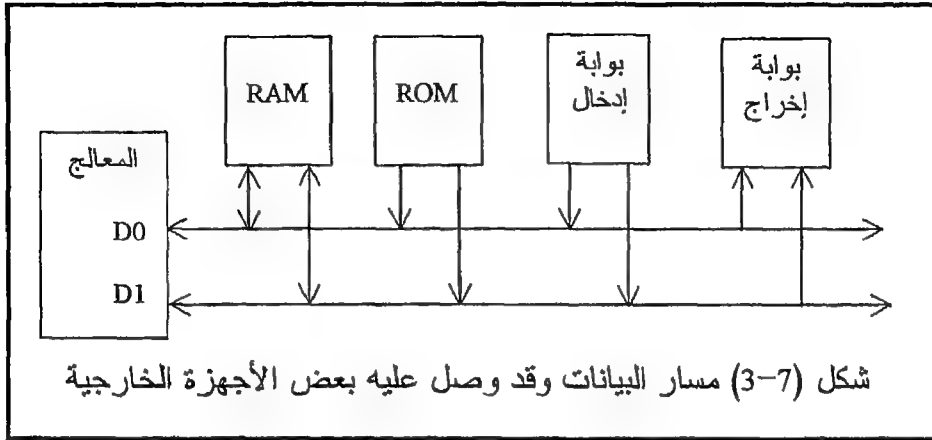 RAM
ROM
بوابة
إدخال
بوابة
إخراج
المعالج
D0
D1
شكل (7-3) مسار البيانات وقد وصل عليه بعض الأجهزة الخارجية